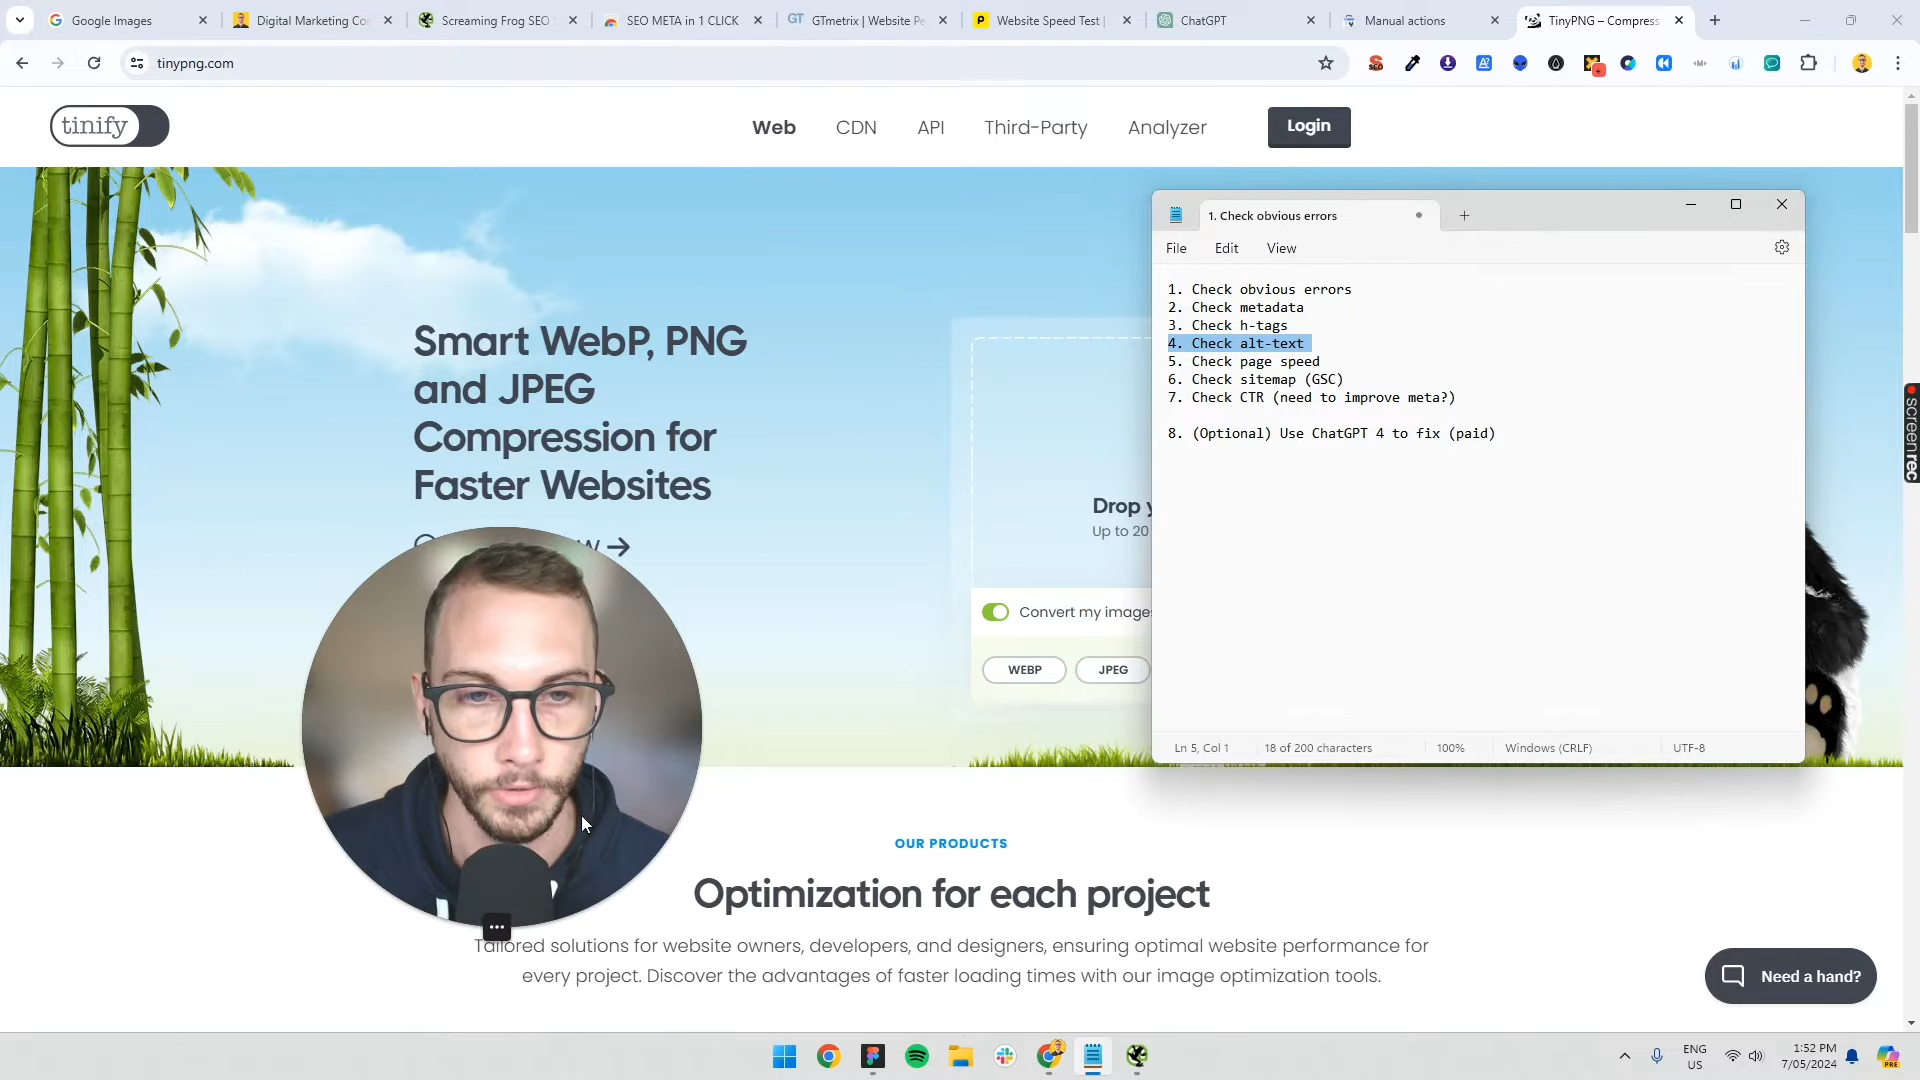 Google Images
Digital Marketing Co
Screaming Frog SEO
SEO META in 1 CLICK
GTmetrix | Website Pe
Website Speed Test |
ChatGPT
Manual actions
TinyPNG – Compress
tinypng.com
tinify
Web
CDN
API
Third-Party
Analyzer
Login
Smart WebP, PNG
and JPEG
Compression for
Faster Websites
Drop y
Up to 20
Convert my images
WEBP
JPEG
1. Check obvious errors
File
Edit
View
1. Check obvious errors
2. Check metadata
3. Check h-tags
4. Check alt-text
5. Check page speed
6. Check sitemap (GSC)
7. Check CTR (need to improve meta?)
8. (Optional) Use ChatGPT 4 to fix (paid)
Ln 5, Col 1
18 of 200 characters
100%
Windows (CRLF)
UTF-8
screenrec
OUR PRODUCTS
Optimization for each project
Tailored solutions for website owners, developers, and designers, ensuring optimal website performance for
every project. Discover the advantages of faster loading times with our image optimization tools.
Need a hand?
ENG
US
1:52 PM
7/05/2024